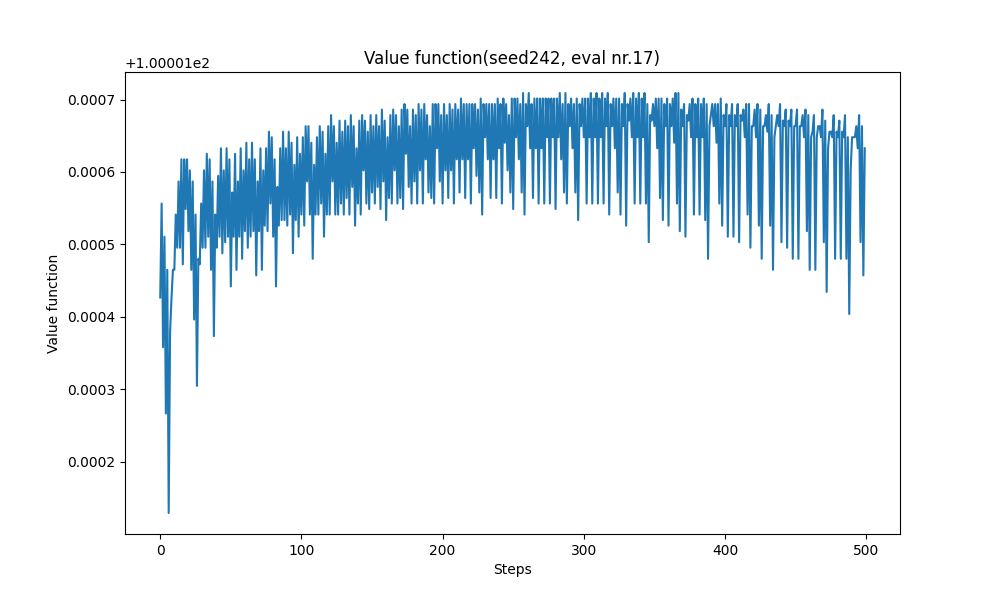 Value function(seed242, eval nr.17)
+1.00001e2
0.0007
0.0006
0.0005
0.0004
0.0003
0.0002
Value function
0 100 200 300 400 500
Steps